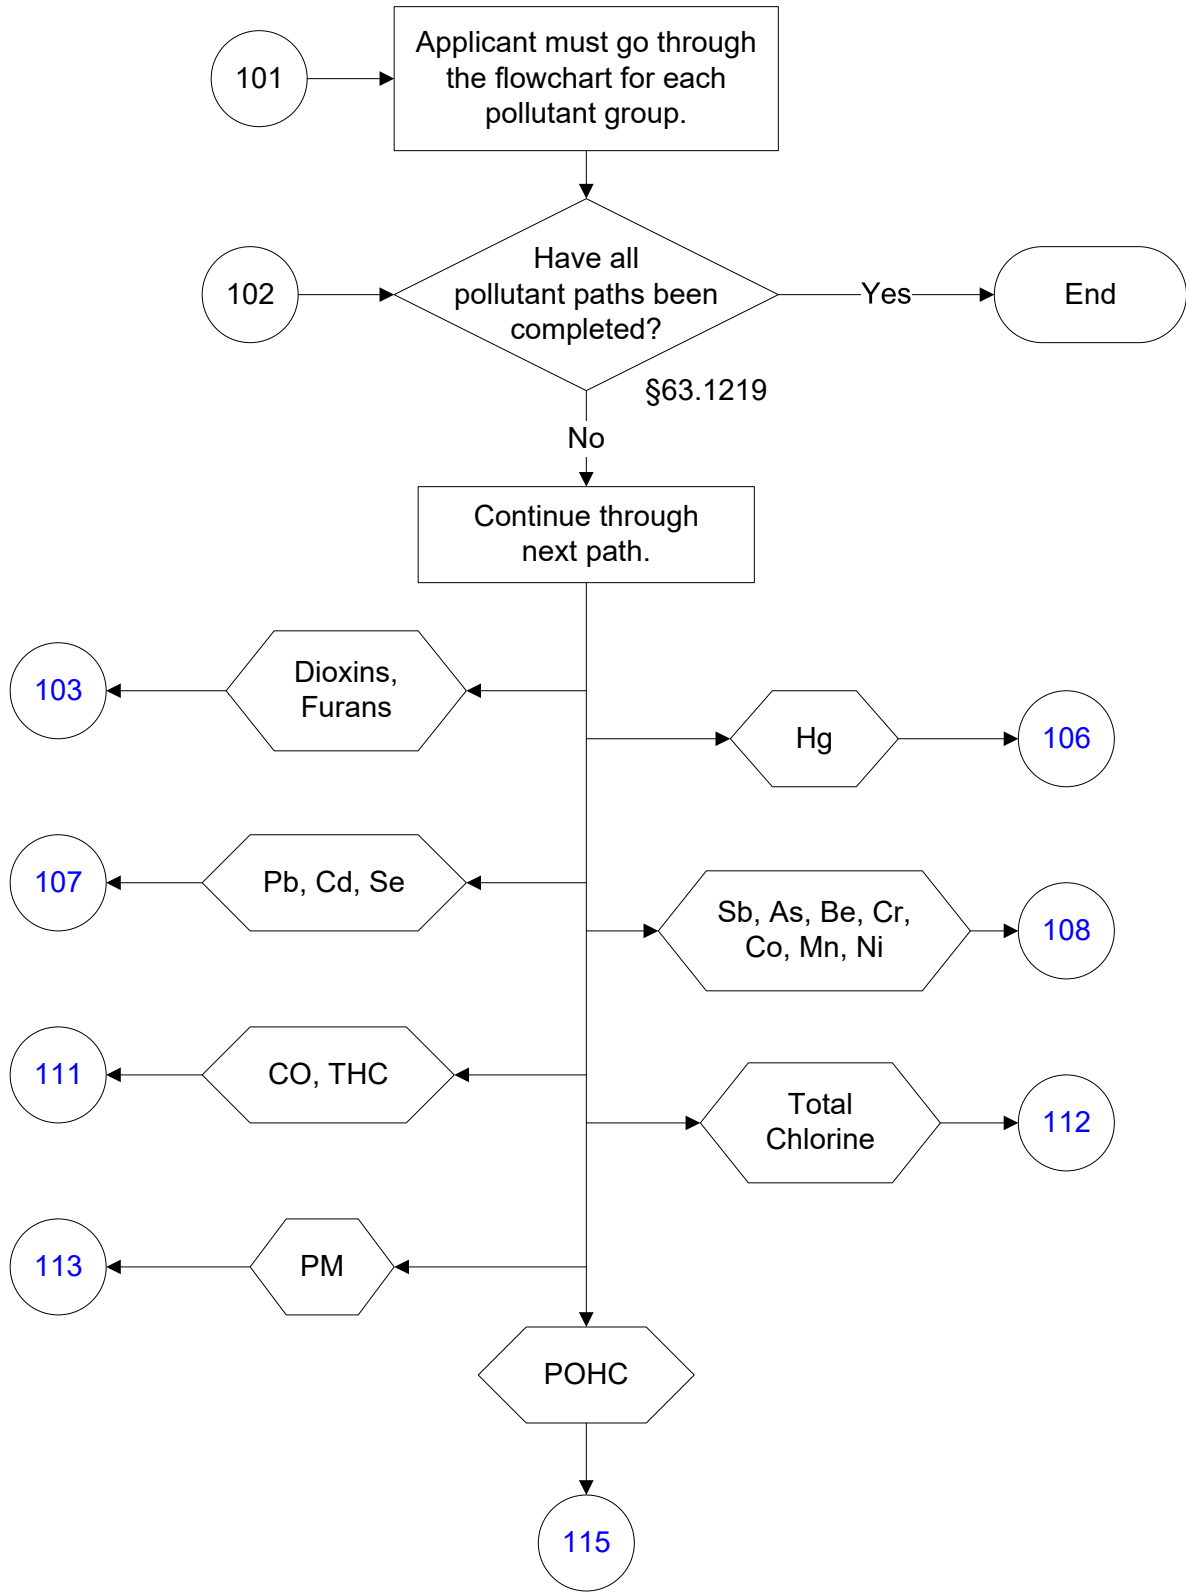 101
Applicant must go through
the flowchart for each
pollutant group.
102
Have all
pollutant paths been
completed?
Yes
End
§63.1219
No
Continue through
next path.
103
Dioxins,
Furans
Hg
106
107
Pb, Cd, Se
Sb, As, Be, Cr,
Co, Mn, Ni
108
111
CO, THC
Total
Chlorine
112
113
PM
POHC
115